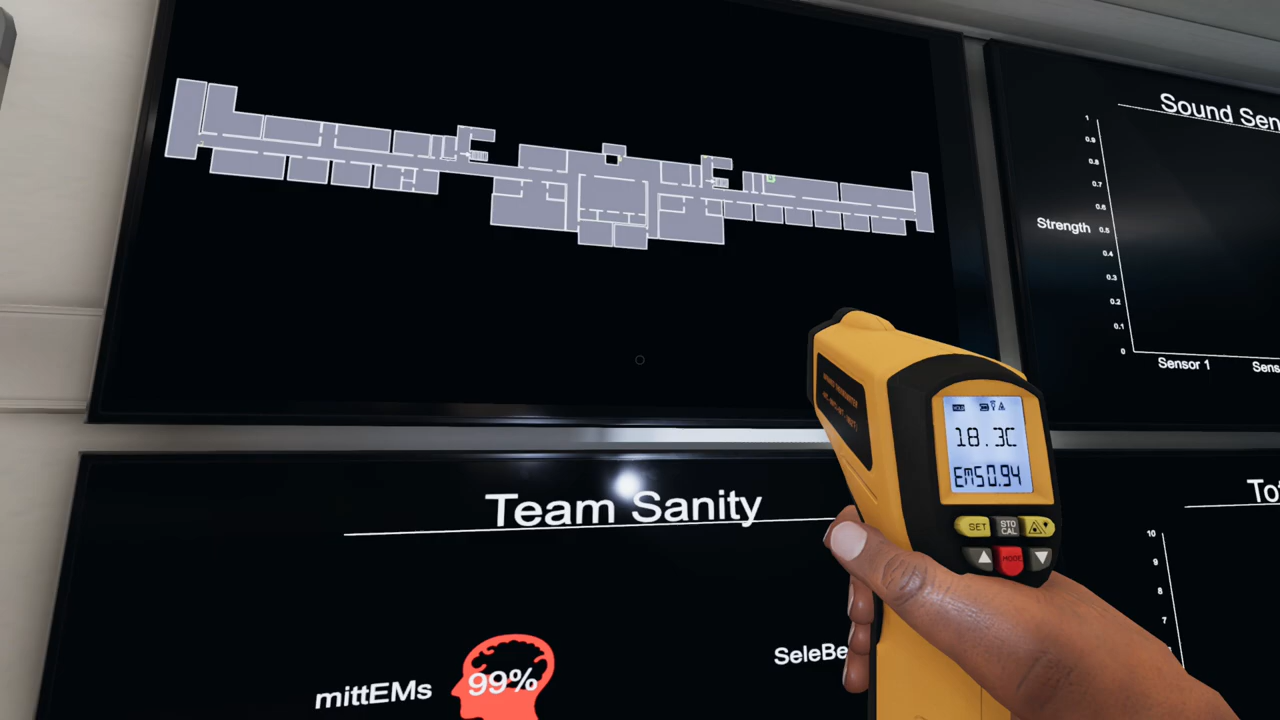 Sound Sen
1
0.9
0.8
0.7
0.6
Strength 0.5
0.4
0.3
0.2
0.1
0
Sensor 1 Sens
18.3C
EMS0.94
SET
STO
CAL
MODE
Team Sanity
Tot
10
9
8
7
6
SeleBe
mittEMs 99%